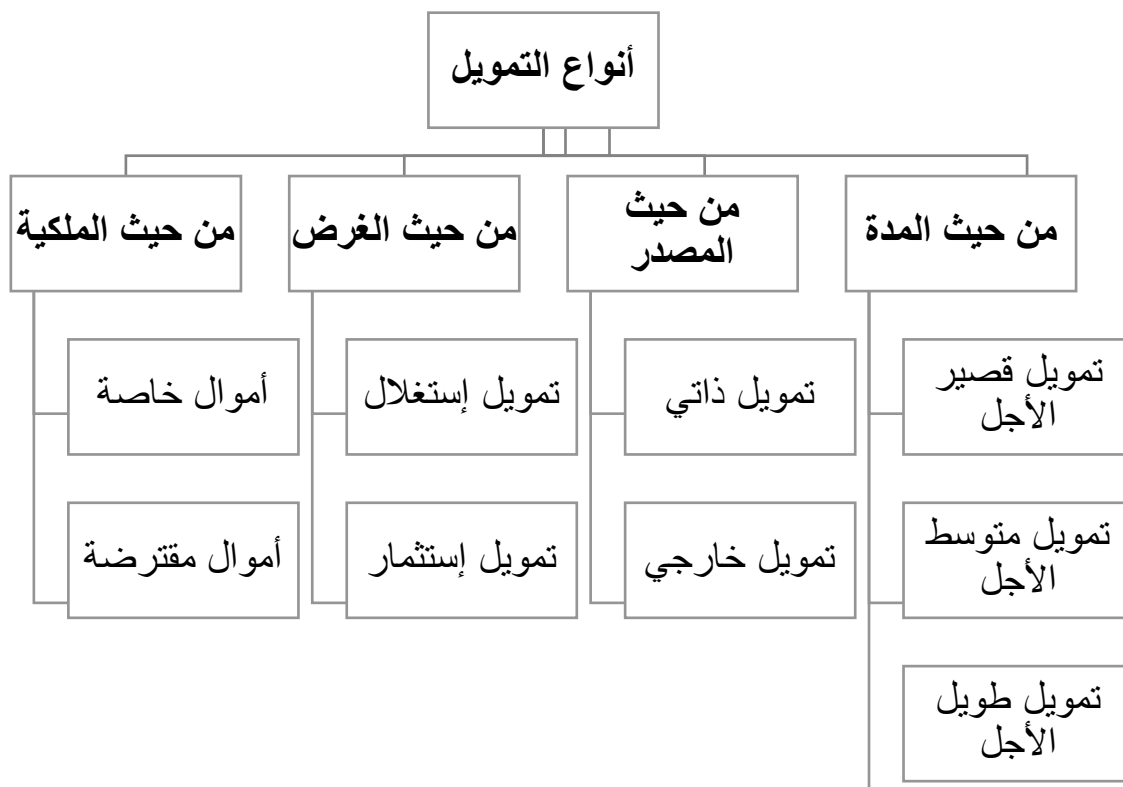 أنواع التمويل
من حيث المدة
من حيث
المصدر
من حيث الغرض
من حيث الملكية
تمويل قصير
الأجل
تمويل ذاتي
تمويل إستغلال
أموال خاصة
تمويل متوسط
الأجل
تمويل خارجي
تمويل إستثمار
أموال مقترضة
تمويل طويل
الأجل